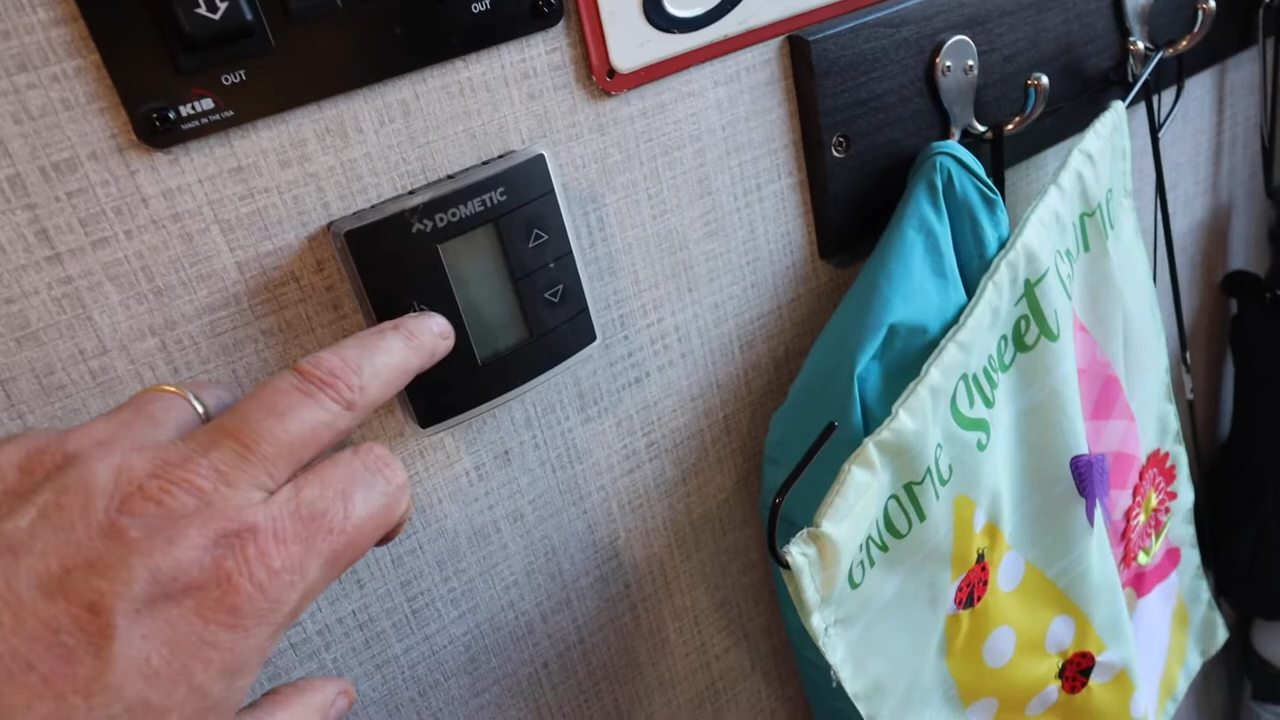 OUT
OUT
KIB
MADE IN THE USA
DOMETIC
GNOME Sweet GNOME